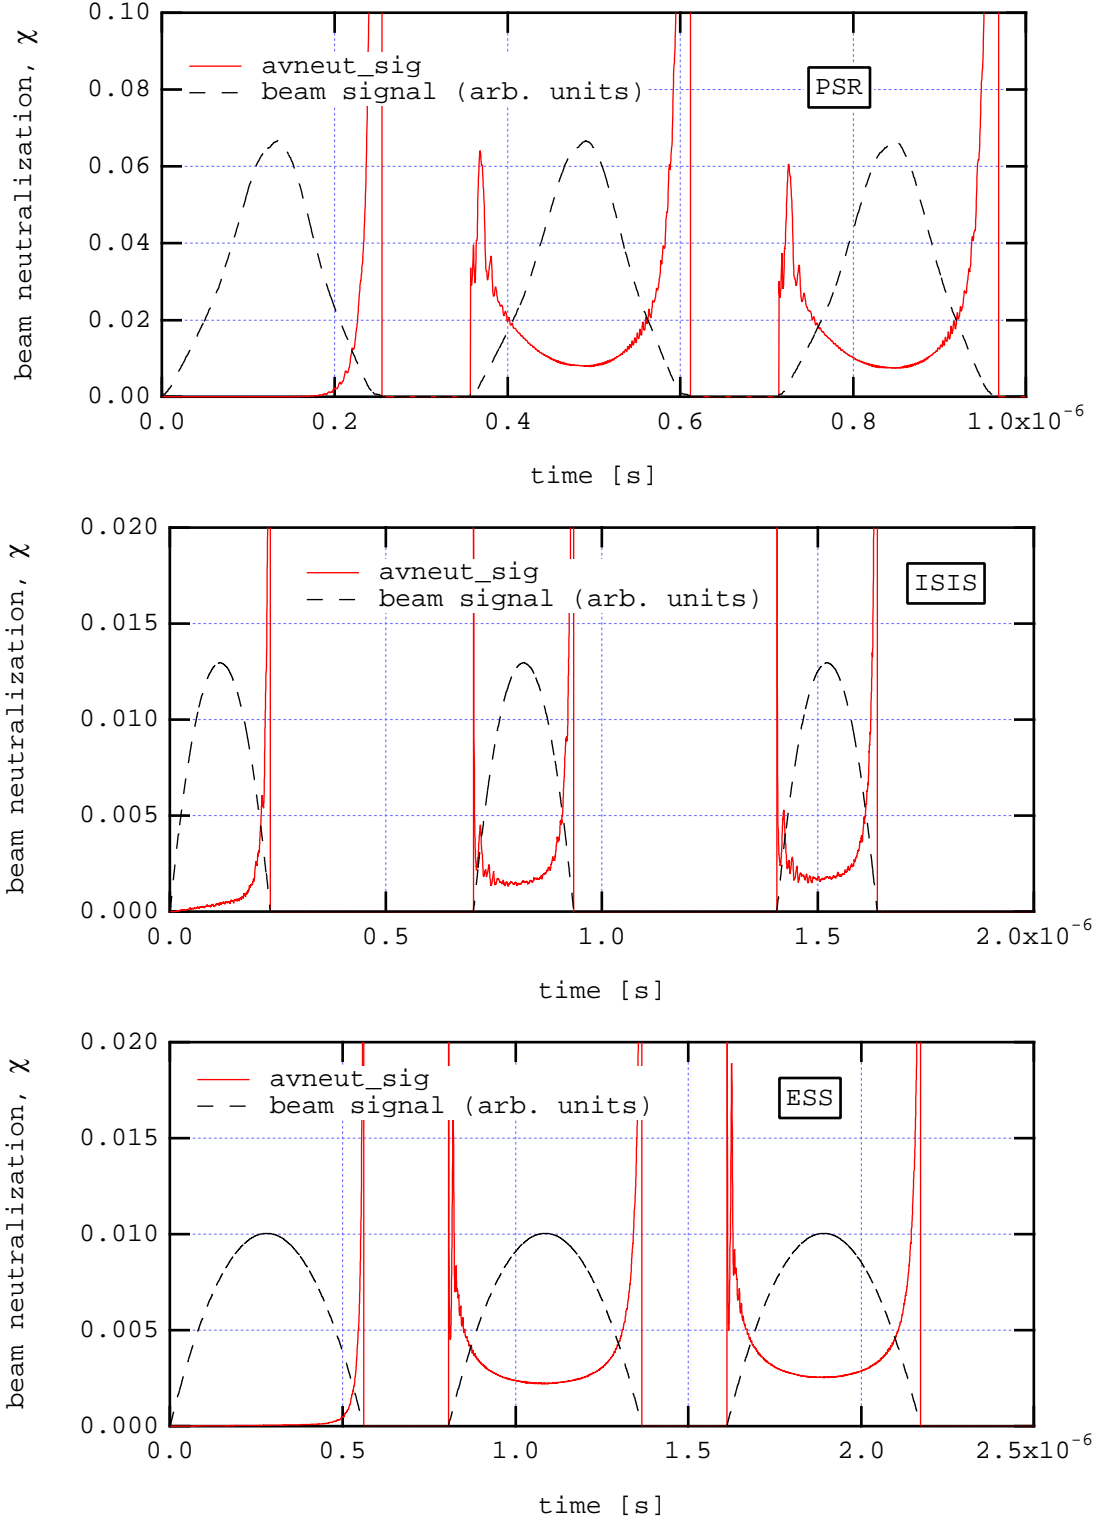 beam neutralization, χ
0.10
0.08
0.06
0.04
0.02
0.00
avneut_sig
beam signal (arb. units)
PSR
0.0 0.2 0.4 0.6 0.8 1.0x10⁻⁶
time [s]
beam neutralization, χ
0.020
0.015
0.010
0.005
0.000
avneut_sig
beam signal (arb. units)
ISIS
0.0 0.5 1.0 1.5 2.0x10⁻⁶
time [s]
beam neutralization, χ
0.020
0.015
0.010
0.005
0.000
avneut_sig
beam signal (arb. units)
ESS
0.0 0.5 1.0 1.5 2.0 2.5x10⁻⁶
time [s]